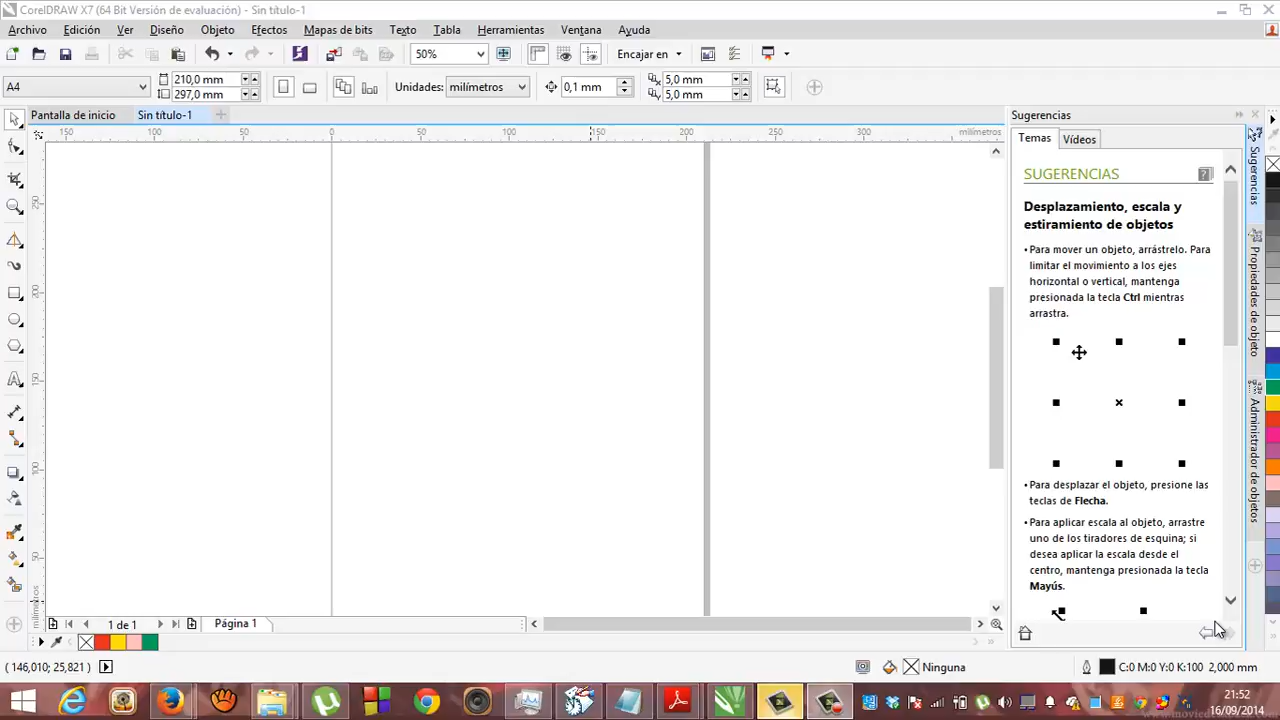 CorelDRAW X7 (64 Bit Versión de evaluación) - Sin título-1
Archivo Edición Ver Diseño Objeto Efectos Mapas de bits Texto Tabla Herramientas Ventana Ayuda
50% Encajar en
A4 210,0 mm Unidades: milímetros 0,1 mm 5,0 mm
297,0 mm 5,0 mm
Pantalla de inicio Sin título-1 Sugerencias
150 100 50 0 50 100 150 200 250 300 milímetros
Temas Vídeos
SUGERENCIAS
Desplazamiento, escala y
estiramiento de objetos
• Para mover un objeto, arrástrelo. Para
limitar el movimiento a los ejes
horizontal o vertical, mantenga
presionada la tecla Ctrl mientras
arrastra.
• Para desplazar el objeto, presione las
teclas de Flecha.
• Para aplicar escala al objeto, arrastre
uno de los tiradores de esquina; si
desea aplicar la escala desde el
centro, mantenga presionada la tecla
Mayús.
Sugerencias
Propiedades de objeto
Administrador de objetos
250
200
150
100
50
milímetros
1 de 1 Página 1
( 146,010; 25,821 ) Ninguna C:0 M:0 Y:0 K:100 2,000 mm
21:52
16/09/2014